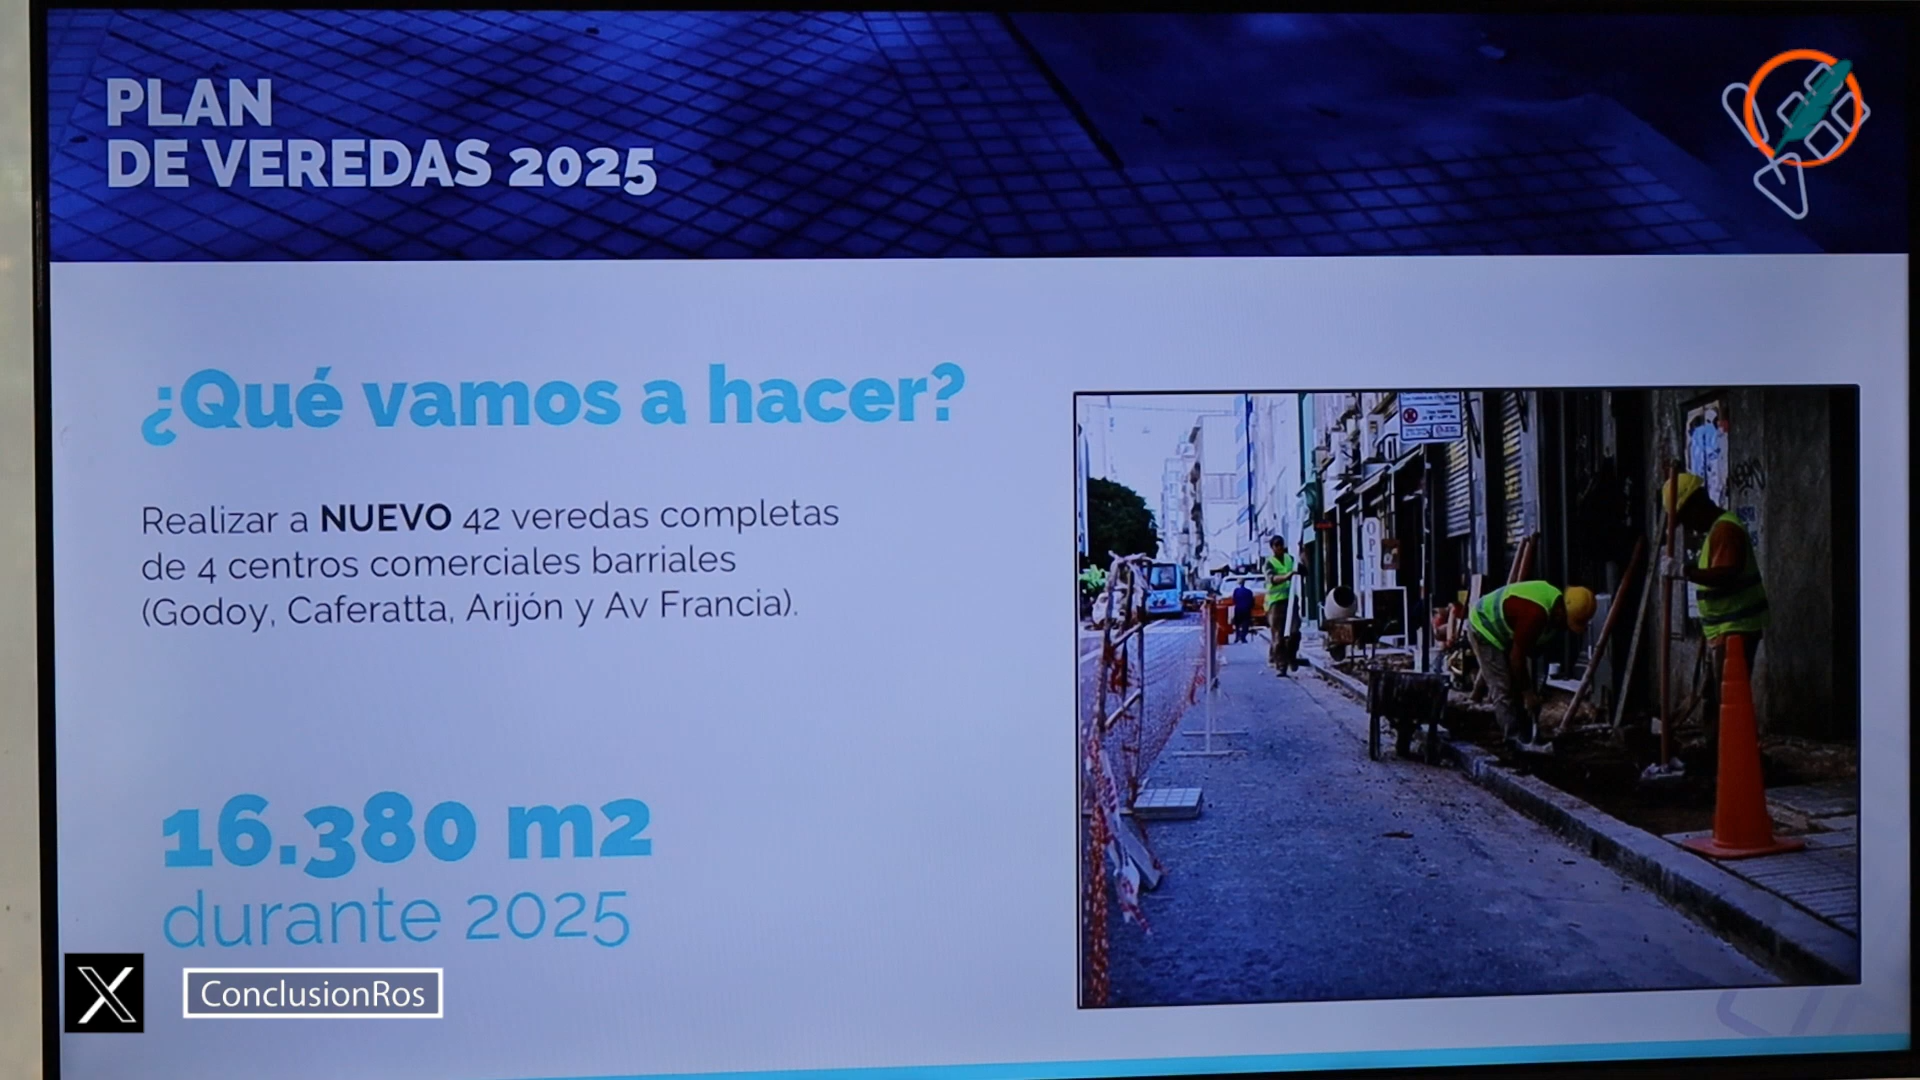 PLAN
DE VEREDAS 2025
¿Qué vamos a hacer?
Realizar a NUEVO 42 veredas completas
de 4 centros comerciales barriales
(Godoy, Caferatta, Arijón y Av Francia).
16.380 m2
durante 2025
X
ConclusionRos